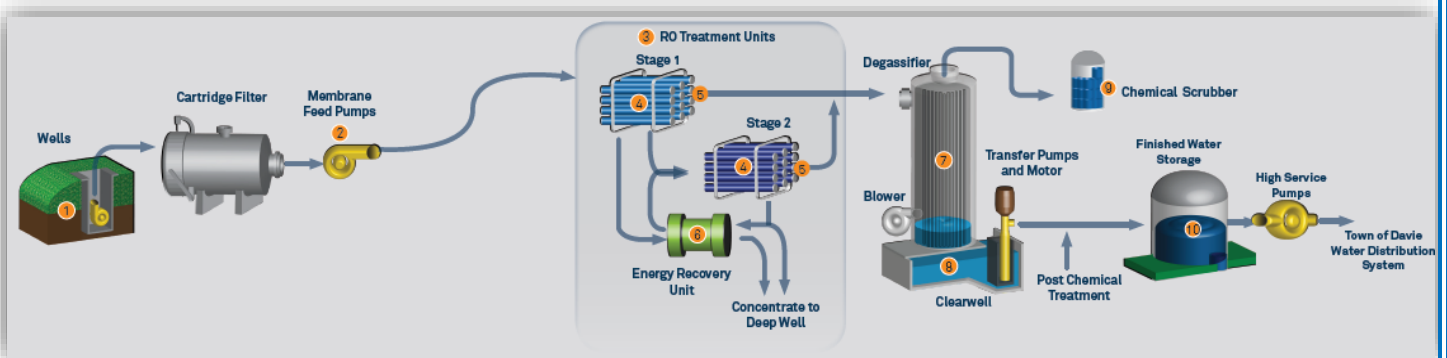 Wells
1
Cartridge Filter
Membrane
Feed Pumps
2
3 RO Treatment Units
Stage 1
4
5
Stage 2
4
5
6
Energy Recovery
Unit
Concentrate to
Deep Well
Degassifier
7
Blower
8
Clearwell
9 Chemical Scrubber
Transfer Pumps
and Motor
Post Chemical
Treatment
Finished Water
Storage
10
High Service
Pumps
Town of Davie
Water Distribution
System